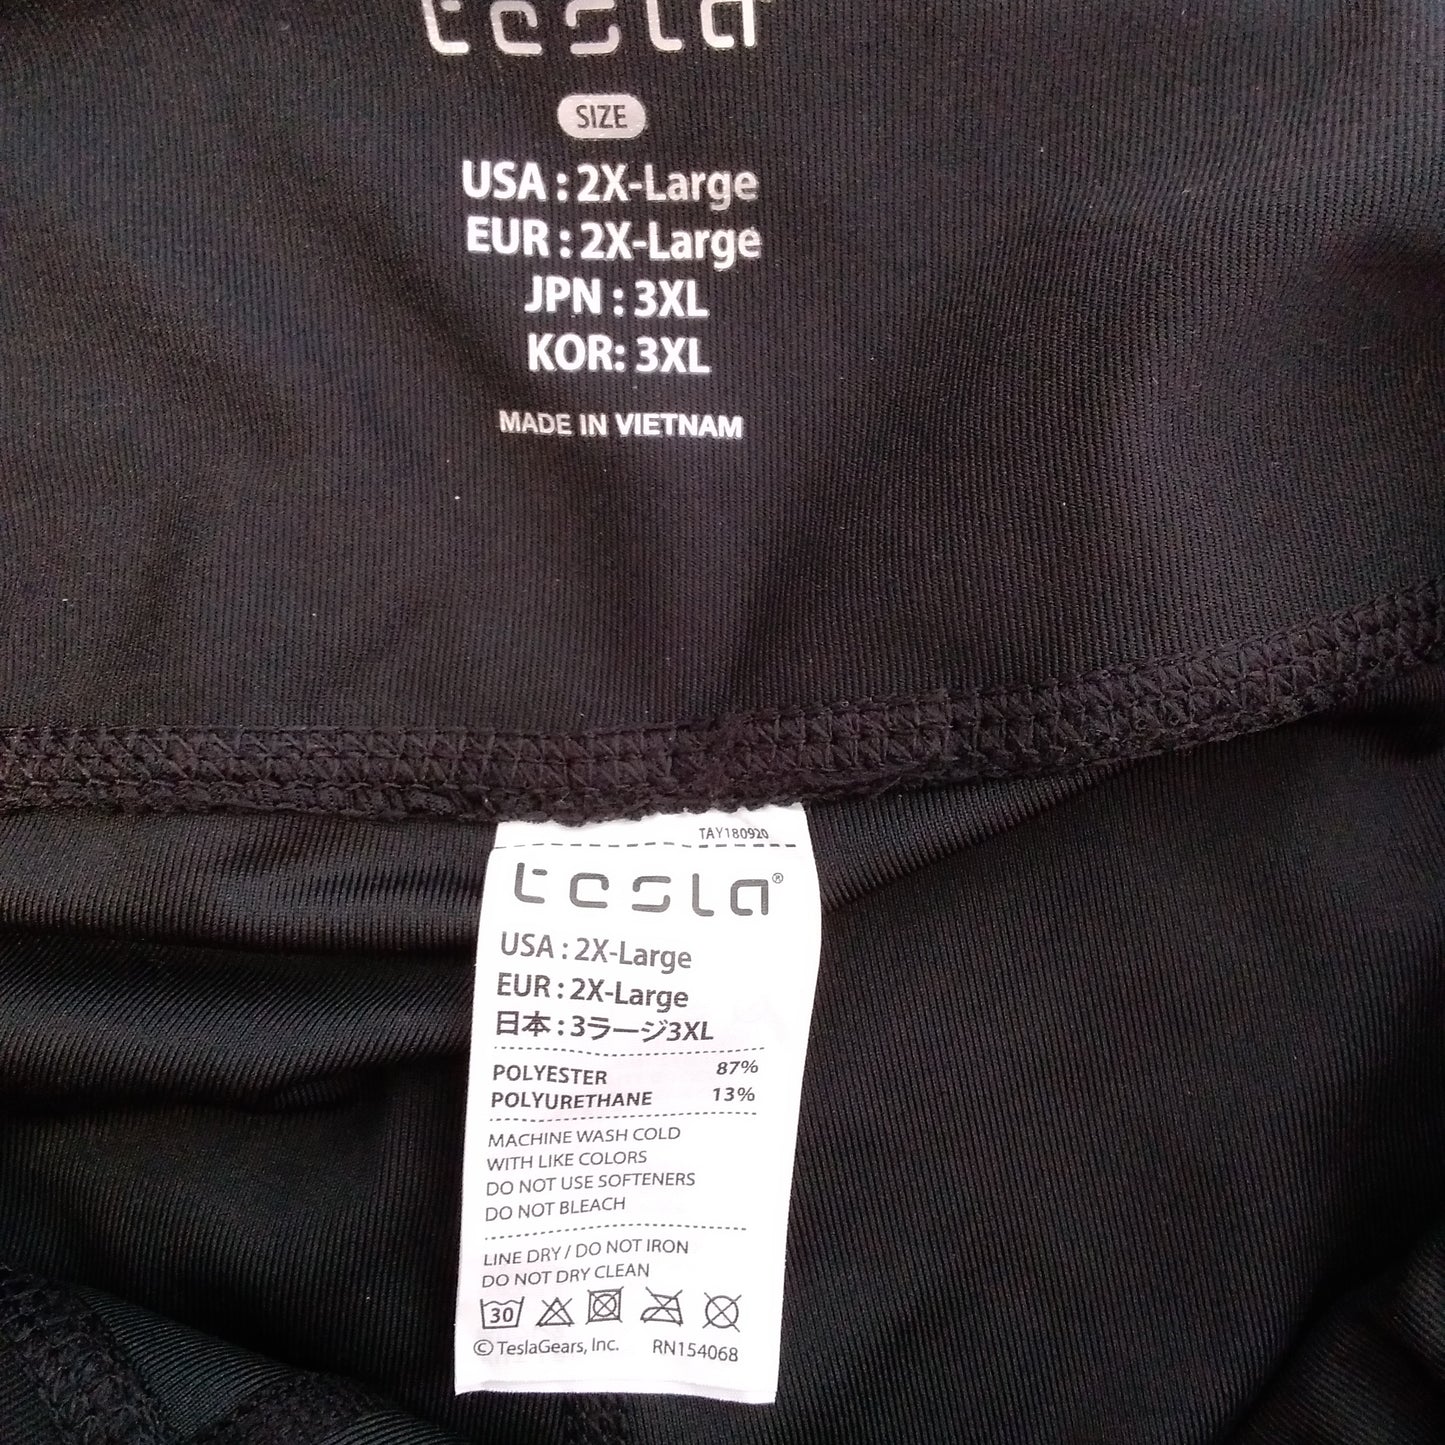 tesla
SIZE
USA : 2X-Large
EUR : 2X-Large
JPN : 3XL
KOR: 3XL
MADE IN VIETNAM
TAY180920
tesla®
USA : 2X-Large
EUR : 2X-Large
日本 : 3ラージ3XL
POLYESTER 87%
POLYURETHANE 13%
MACHINE WASH COLD
WITH LIKE COLORS
DO NOT USE SOFTENERS
DO NOT BLEACH
LINE DRY / DO NOT IRON
DO NOT DRY CLEAN
30
© TeslaGears, Inc. RN154068